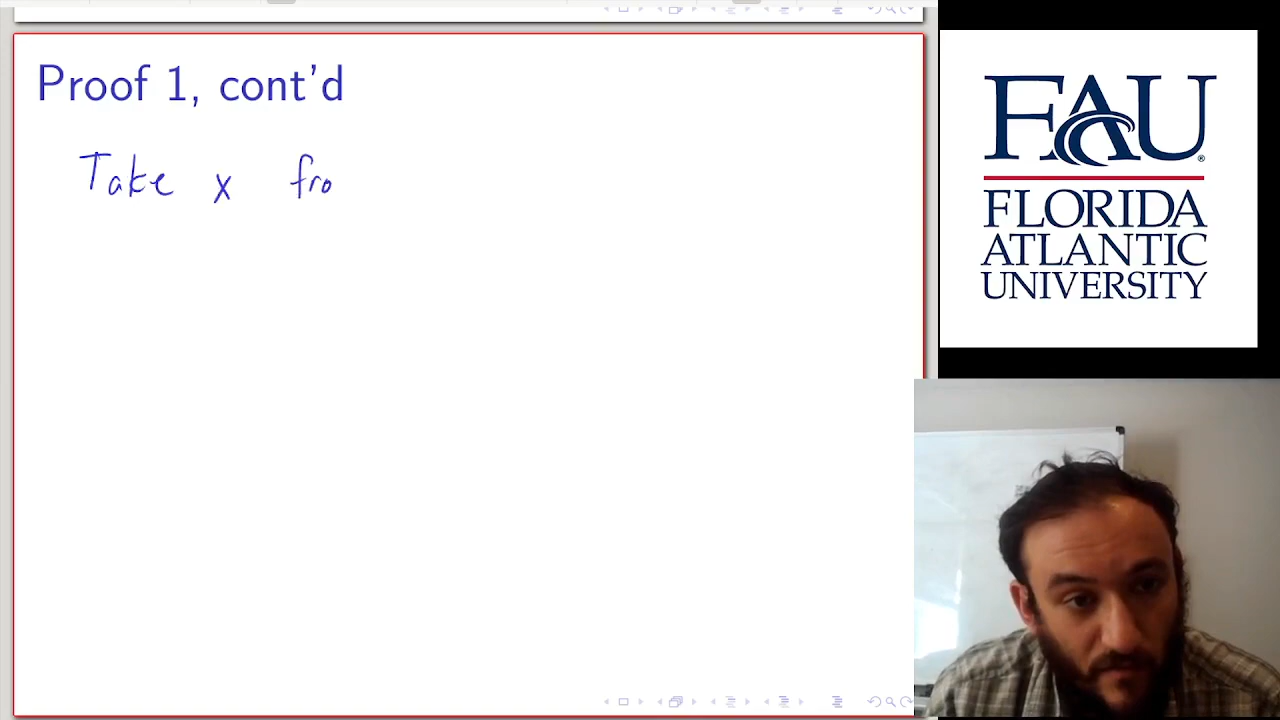 Proof 1, cont'd
Take x fro
FAU
FLORIDA
ATLANTIC
UNIVERSITY